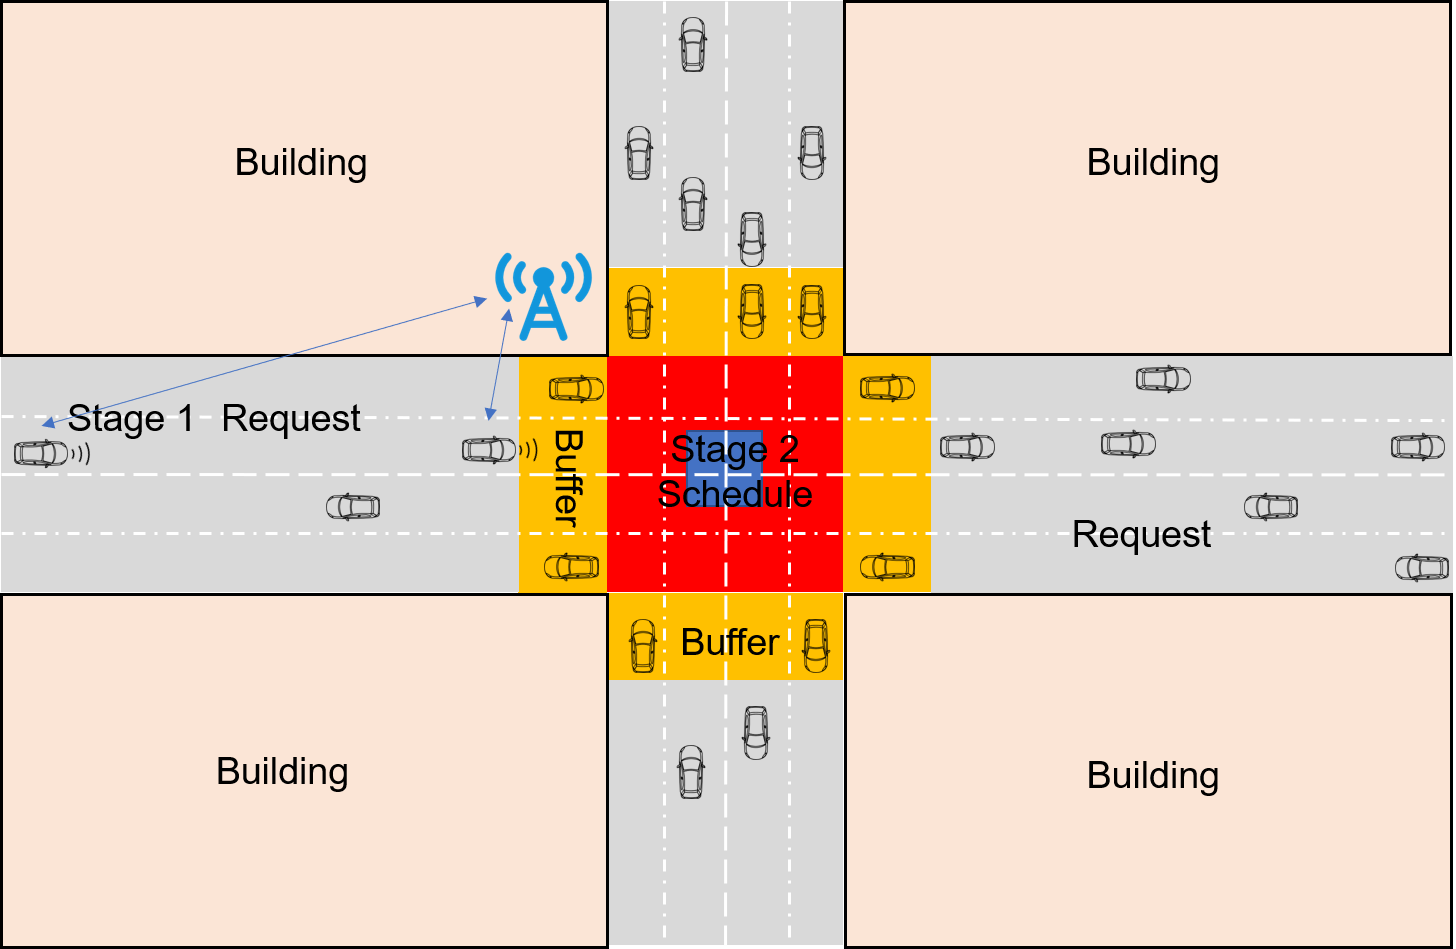 Building
Building
Stage 1  Request
Buffer
Stage 2
Schedule
Request
Buffer
Building
Building